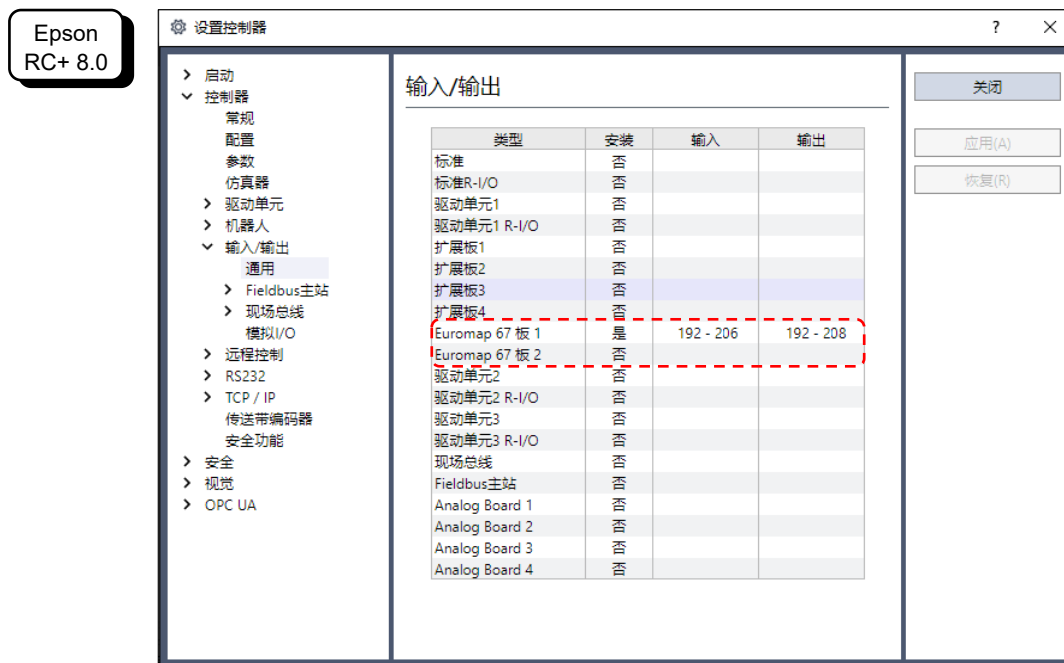 Epson
RC+ 8.0
设置控制器
?
启动
控制器
常规
配置
参数
仿真器
驱动单元
机器人
输入/输出
通用
Fieldbus主站
现场总线
模拟I/O
远程控制
RS232
TCP / IP
传送带编码器
安全功能
安全
视觉
OPC UA
输入/输出
类型 安装 输入 输出
标准 否
标准R-I/O 否
驱动单元1 否
驱动单元1 R-I/O 否
扩展板1 否
扩展板2 否
扩展板3 否
扩展板4 否
Euromap 67 板 1 是 192 - 206 192 - 208
Euromap 67 板 2 否
驱动单元2 否
驱动单元2 R-I/O 否
驱动单元3 否
驱动单元3 R-I/O 否
现场总线 否
Fieldbus主站 否
Analog Board 1 否
Analog Board 2 否
Analog Board 3 否
Analog Board 4 否
关闭
应用(A)
恢复(R)